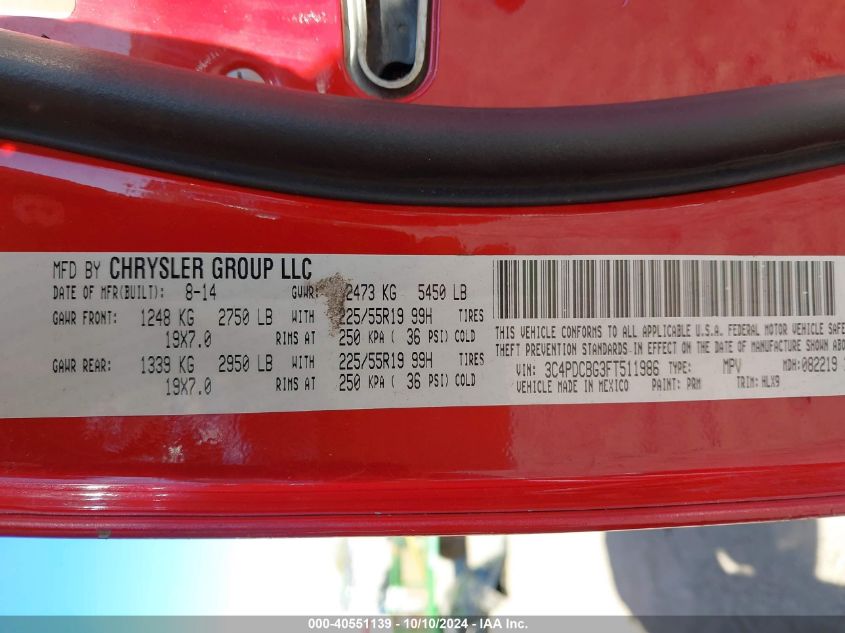 MFD BY CHRYSLER GROUP LLC
DATE OF MFR(BUILT): 8-14 GVWR: 2473 KG 5450 LB
GAWR FRONT: 1248 KG 2750 LB WITH 225/55R19 99H TIRES
19X7.0 RIMS AT 250 KPA ( 36 PSI) COLD
GAWR REAR: 1339 KG 2950 LB WITH 225/55R19 99H TIRES
19X7.0 RIMS AT 250 KPA ( 36 PSI) COLD
THIS VEHICLE CONFORMS TO ALL APPLICABLE U.S.A. FEDERAL MOTOR VEHICLE SAFE
THEFT PREVENTION STANDARDS IN EFFECT ON THE DATE OF MANUFACTURE SHOWN ABO
VIN: 3C4PDCBG3FT511986 TYPE: MPV MDH: 082219
VEHICLE MADE IN MEXICO PAINT: PRM TRIM: HLX9
000-40551139 - 10/10/2024 - IAA Inc.